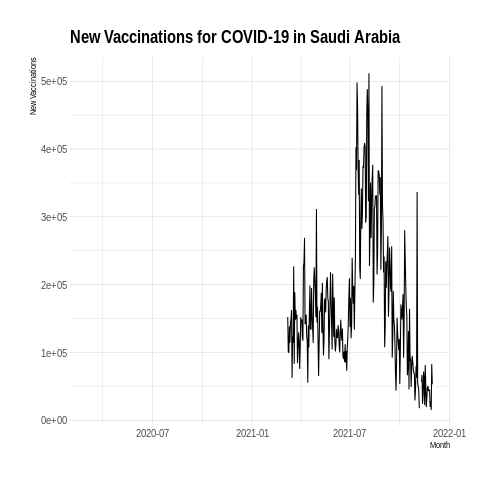 New Vaccinations for COVID-19 in Saudi Arabia
New Vaccinations
5e+05
4e+05
3e+05
2e+05
1e+05
0e+00
2020-07 2021-01 2021-07 2022-01
Month